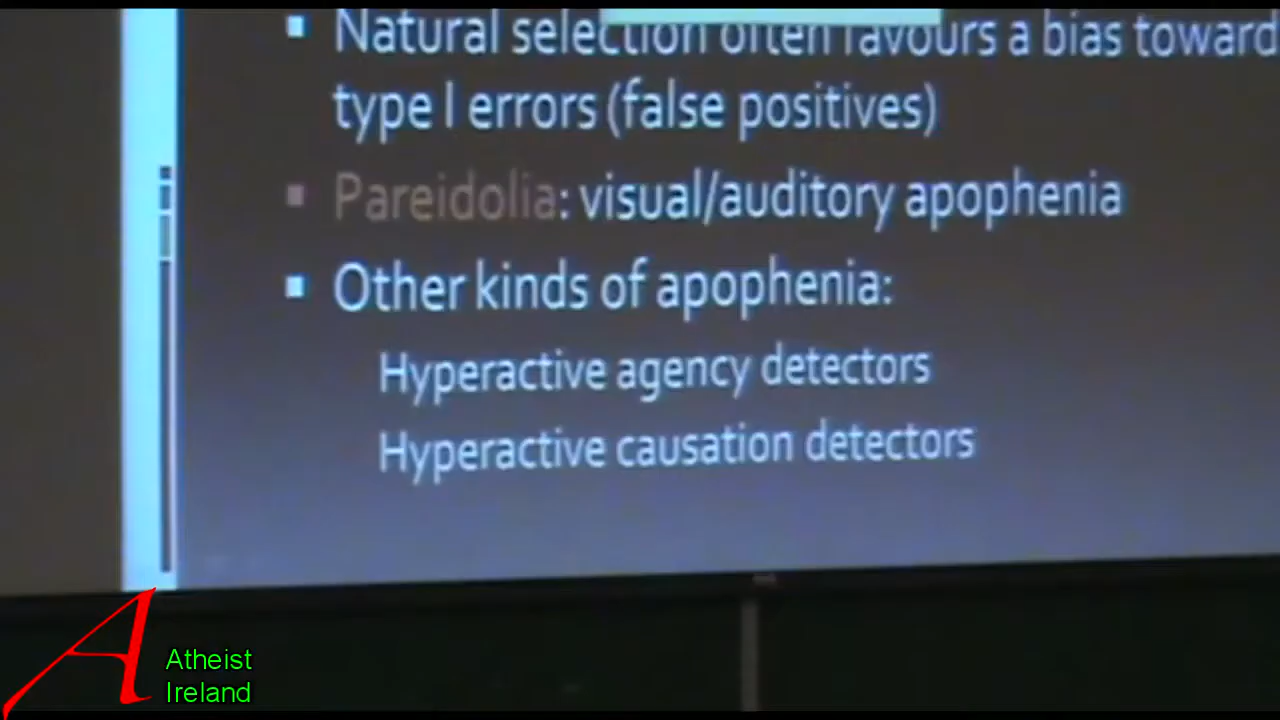 Natural selection often favours a bias toward
type I errors (false positives)
Pareidolia: visual/auditory apophenia
Other kinds of apophenia:
Hyperactive agency detectors
Hyperactive causation detectors
Atheist
Ireland